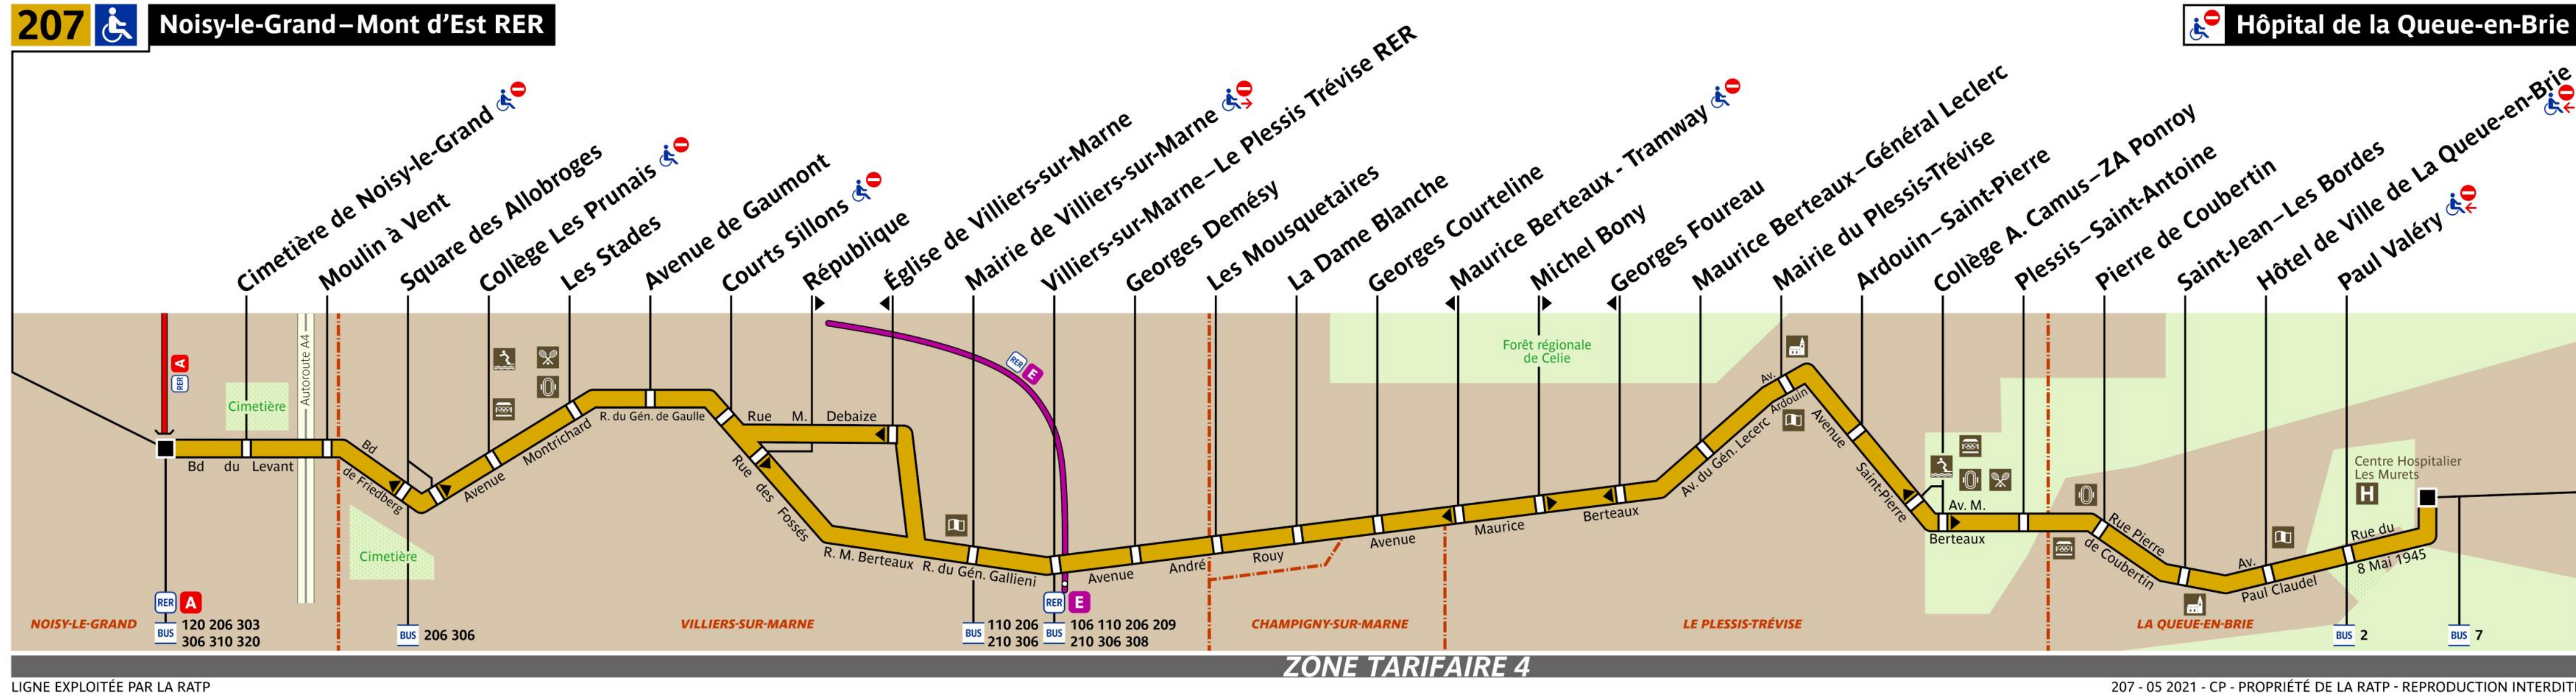 207
Noisy-le-Grand–Mont d'Est RER
Hôpital de la Queue-en-Brie
Cimetière de Noisy-le-Grand
Moulin à Vent
Square des Allobroges
Collège Les Prunais
Les Stades
Avenue de Gaumont
Courts Sillons
République
Église de Villiers-sur-Marne
Mairie de Villiers-sur-Marne
Villiers-sur-Marne–Le Plessis Trévise RER
Georges Demésy
Les Mousquetaires
La Dame Blanche
Georges Courteline
Maurice Berteaux - Tramway
Michel Bony
Georges Foureau
Maurice Berteaux–Général Leclerc
Mairie du Plessis-Trévise
Ardouin–Saint-Pierre
Collège A. Camus–ZA Ponroy
Plessis–Saint-Antoine
Pierre de Coubertin
Saint-Jean–Les Bordes
Hôtel de Ville de La Queue-en-Brie
Paul Valéry
A
RER
Cimetière
Autoroute A4
Bd du Levant
Bd
de Friedberg
Cimetière
Avenue Montrichard
R. du Gén. de Gaulle
Rue M. Debaize
Rue des Fossés
R. M. Berteaux
R. du Gén. Gallieni
RER E
Avenue André Rouy
Forêt régionale
de Celie
Avenue Maurice Berteaux
Av. du Gén. Lecerc
Av.
Ardouin
Avenue Saint-Pierre
Av. M.
Berteaux
Rue Pierre
de Coubertin
Av.
Paul Claudel
Centre Hospitalier
Les Murets
H
Rue du
8 Mai 1945
NOISY-LE-GRAND
RER A
BUS 120 206 303
306 310 320
BUS 206 306
VILLIERS-SUR-MARNE
BUS 110 206
210 306
RER E
BUS 106 110 206 209
210 306 308
CHAMPIGNY-SUR-MARNE
LE PLESSIS-TRÉVISE
LA QUEUE-EN-BRIE
BUS 2
BUS 7
ZONE TARIFAIRE 4
LIGNE EXPLOITÉE PAR LA RATP
207 - 05 2021 - CP - PROPRIÉTÉ DE LA RATP - REPRODUCTION INTERDIT